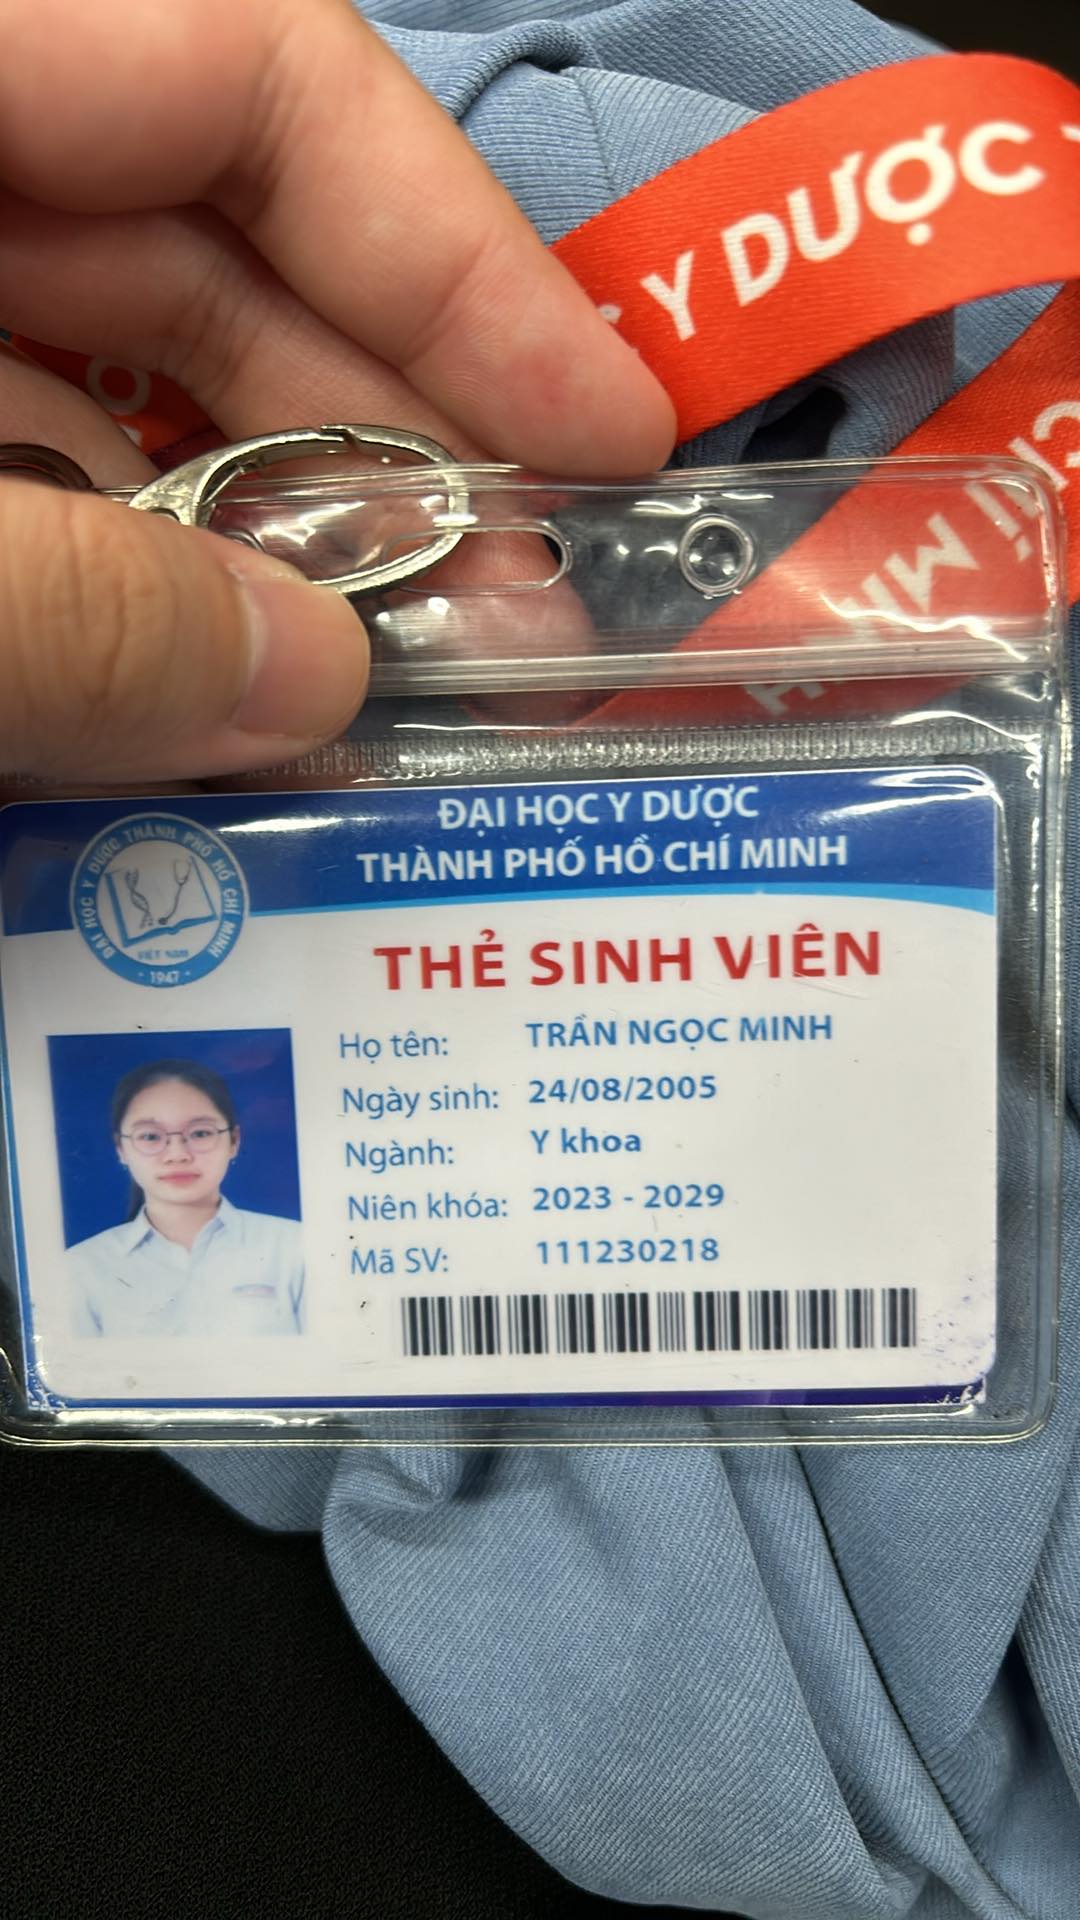 Y DƯỢC
CHÍ MINH
ĐẠI HỌC Y DƯỢC
THÀNH PHỐ HỒ CHÍ MINH
ĐẠI HỌC Y DƯỢC THÀNH PHỐ HỒ CHÍ MINH
VIỆT NAM
1947
THẺ SINH VIÊN
Họ tên: TRẦN NGỌC MINH
Ngày sinh: 24/08/2005
Ngành: Y khoa
Niên khóa: 2023 - 2029
Mã SV: 111230218